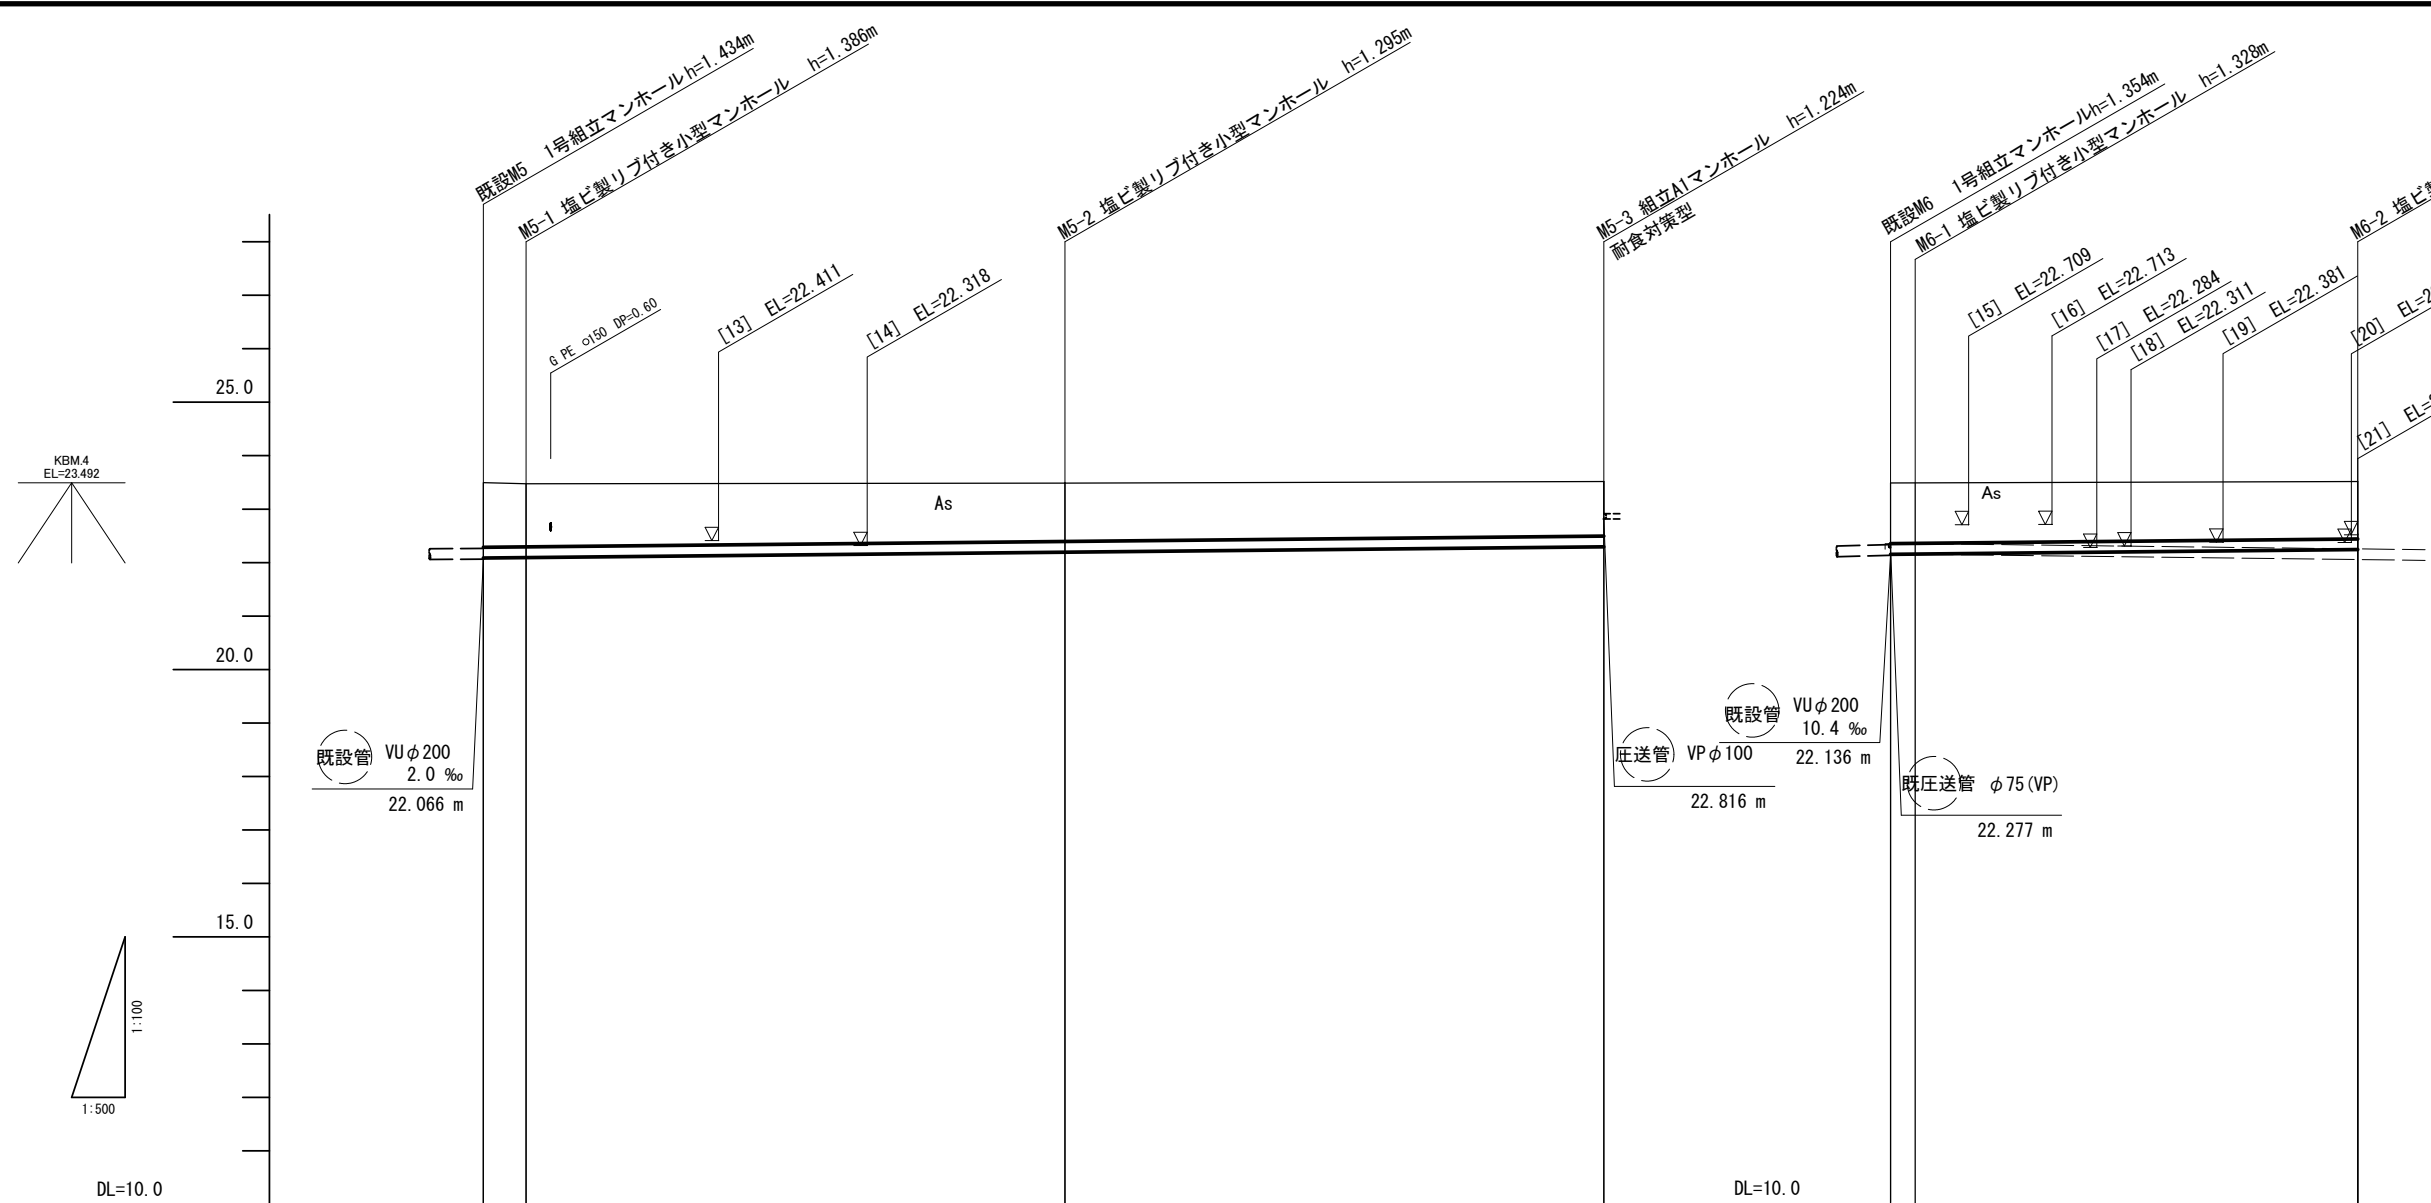 既設M5　1号組立マンホール h=1.434m
M5-1 塩ビ製リブ付き小型マンホール　h=1.386m
M5-2 塩ビ製リブ付き小型マンホール　h=1.295m
M5-3 組立A1マンホール　h=1.224m
耐食対策型
既設M6　1号組立マンホール h=1.354m
M6-1 塩ビ製リブ付き小型マンホール　h=1.328m
M6-2 塩ビ
G PE ○150 DP=0.60
[13] EL=22.411
[14] EL=22.318
[15] EL=22.709
[16] EL=22.713
[17] EL=22.284
[18] EL=22.311
[19] EL=22.381
[20] EL=2
[21] EL=
25.0
KBM.4
EL=23.492
As
As
20.0
既設管 VUφ200
2.0 ‰
22.066 m
圧送管 VPφ100
22.816 m
既設管 VUφ200
10.4 ‰
22.136 m
既圧送管 φ75(VP)
22.277 m
15.0
1:100
1:500
DL=10.0
DL=10.0